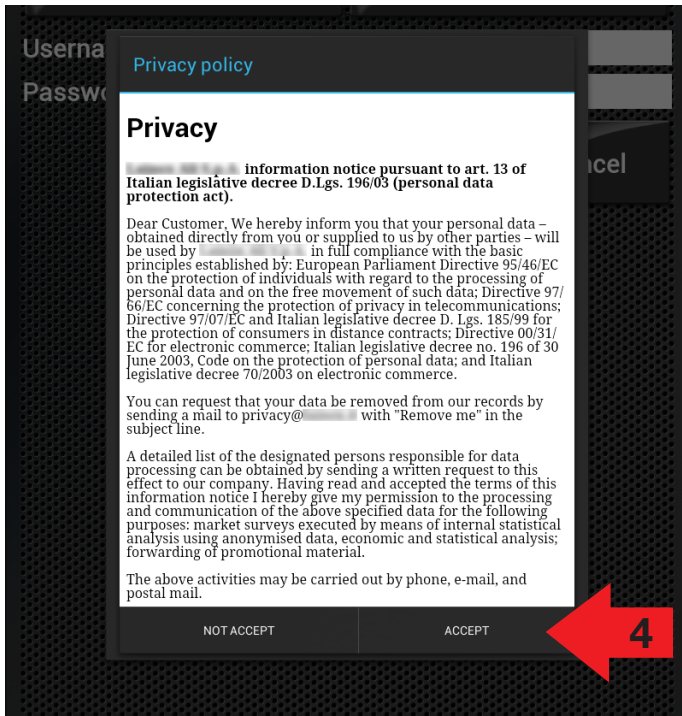 Userna
Privacy policy
Passwo
ncel
Privacy
information notice pursuant to art. 13 of
Italian legislative decree D.Lgs. 196/03 (personal data
protection act).
Dear Customer, We hereby inform you that your personal data –
obtained directly from you or supplied to us by other parties – will
be used by in full compliance with the basic
principles established by: European Parliament Directive 95/46/EC
on the protection of individuals with regard to the processing of
personal data and on the free movement of such data; Directive 97/
66/EC concerning the protection of privacy in telecommunications;
Directive 97/07/EC and Italian legislative decree D. Lgs. 185/99 for
the protection of consumers in distance contracts; Directive 00/31/
EC for electronic commerce; Italian legislative decree no. 196 of 30
June 2003, Code on the protection of personal data; and Italian
legislative decree 70/2003 on electronic commerce.
You can request that your data be removed from our records by
sending a mail to privacy@ with "Remove me" in the
subject line.
A detailed list of the designated persons responsible for data
processing can be obtained by sending a written request to this
effect to our company. Having read and accepted the terms of this
information notice I hereby give my permission to the processing
and communication of the above specified data for the following
purposes: market surveys executed by means of internal statistical
analysis using anonymised data, economic and statistical analysis;
forwarding of promotional material.
The above activities may be carried out by phone, e-mail, and
postal mail.
NOT ACCEPT
ACCEPT
4